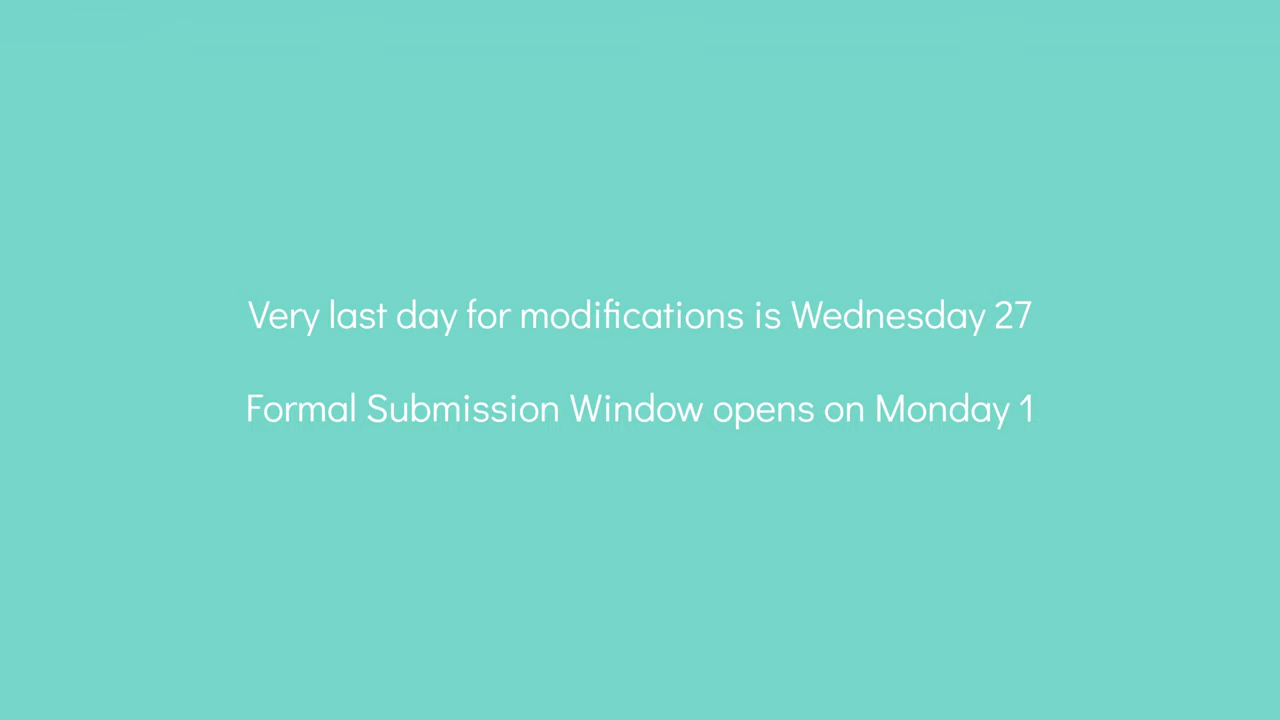 Very last day for modifications is Wednesday 27
Formal Submission Window opens on Monday 1